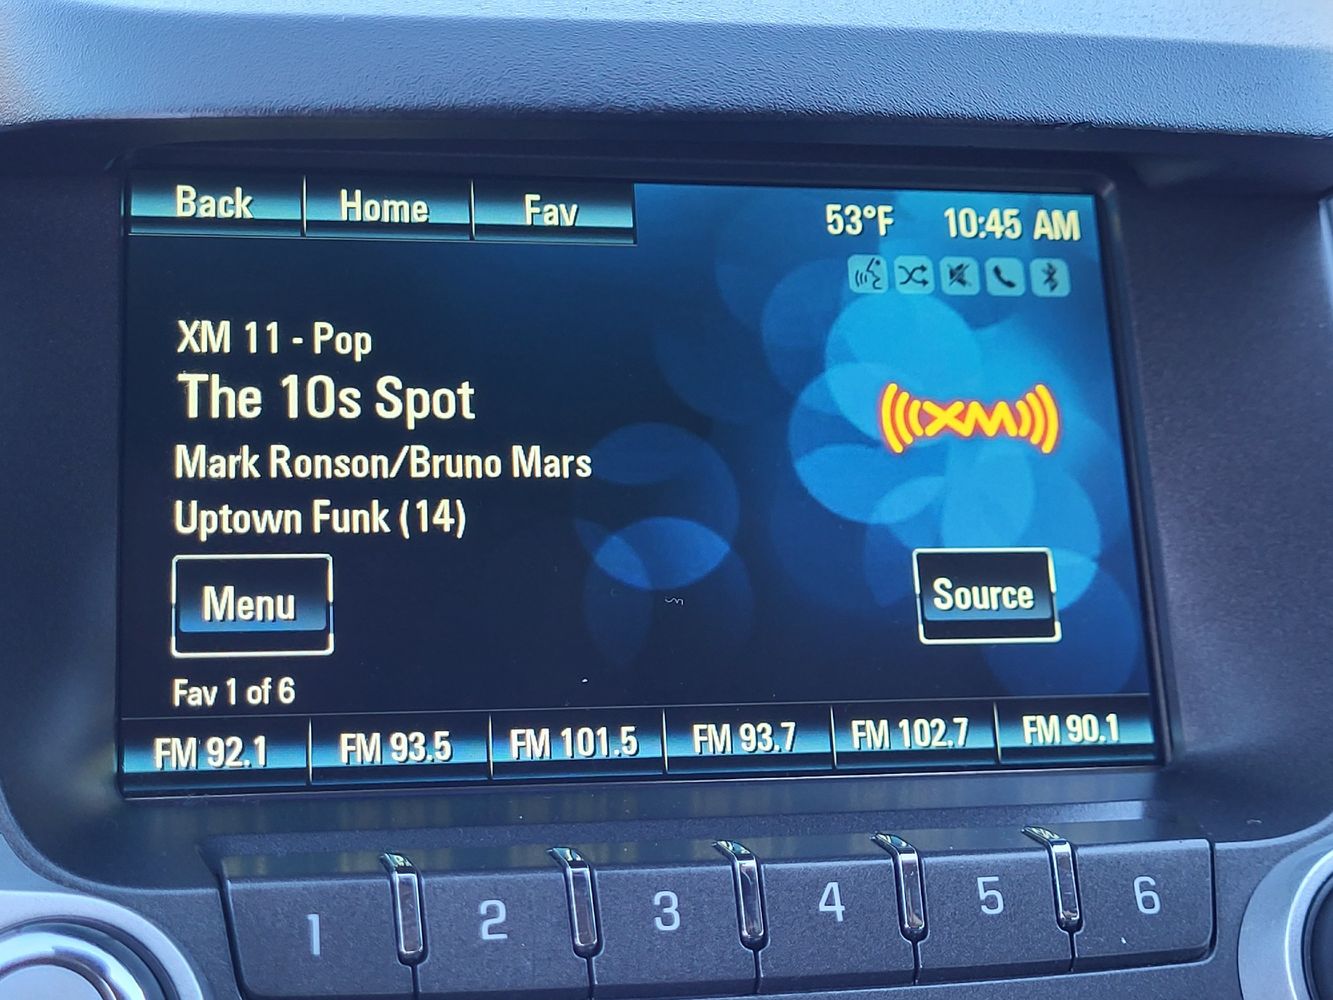 Back Home Fav 53°F 10:45 AM
XM 11 - Pop
The 10s Spot
XM
Mark Ronson/Bruno Mars
Uptown Funk (14)
Menu Source
Fav 1 of 6
FM 92.1 FM 93.5 FM 101.5 FM 93.7 FM 102.7 FM 90.1
1 2 3 4 5 6